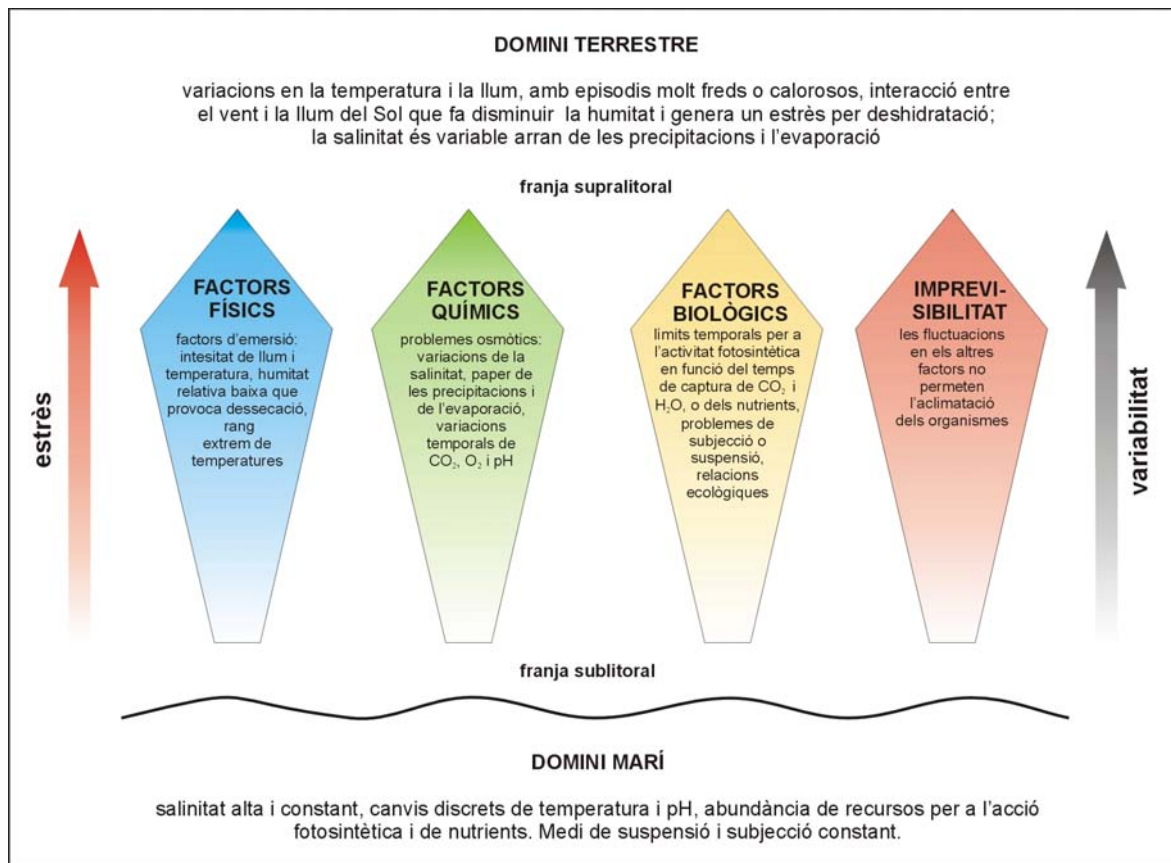 DOMINI TERRESTRE
variacions en la temperatura i la llum, amb episodis molt freds o calorosos, interacció entre
el vent i la llum del Sol que fa disminuir la humitat i genera un estrès per deshidratació;
la salinitat és variable arran de les precipitacions i l'evaporació
franja supralitoral
estrès
FACTORS
FÍSICS
factors d'emersió:
intesitat de llum i
temperatura, humitat
relativa baixa que
provoca dessecació,
rang
extrem de
temperatures
FACTORS
QUÍMICS
problemes osmòtics:
variacions de la
salinitat, paper de
les precipitacions i
de l'evaporació,
variacions
temporals de
CO₂, O₂ i pH
FACTORS
BIOLÒGICS
limits temporals per a
l'activitat fotosintètica
en funció del temps
de captura de CO₂ i
H₂O, o dels nutrients,
problemes de
subjecció o
suspensió,
relacions
ecològiques
IMPREVI-
SIBILITAT
les fluctuacions
en els altres
factors no
permeten
l'aclimatació
dels organismes
variabilitat
franja sublitoral
DOMINI MARÍ
salinitat alta i constant, canvis discrets de temperatura i pH, abundància de recursos per a l'acció
fotosintètica i de nutrients. Medi de suspensió i subjecció constant.